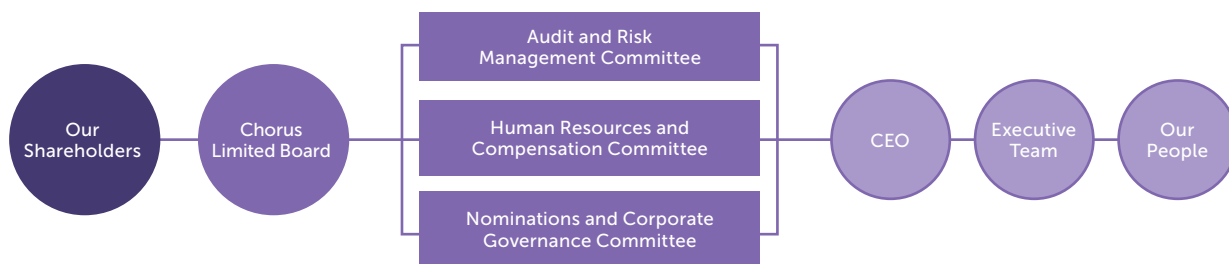 Our
Shareholders
Chorus
Limited Board
Audit and Risk
Management Committee
Human Resources and
Compensation Committee
Nominations and Corporate
Governance Committee
CEO
Executive
Team
Our
People